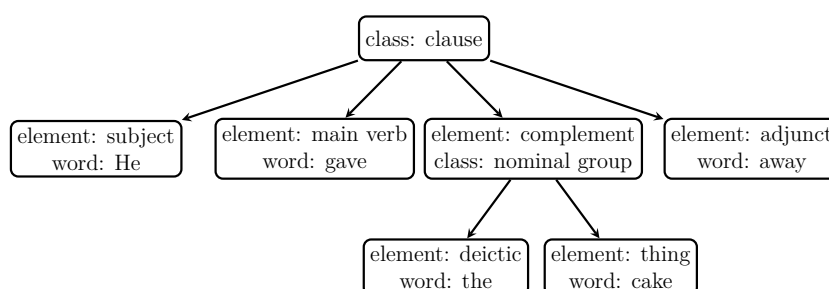 class: clause
element: subject
word: He
element: main verb
word: gave
element: complement
class: nominal group
element: adjunct
word: away
element: deictic
word: the
element: thing
word: cake